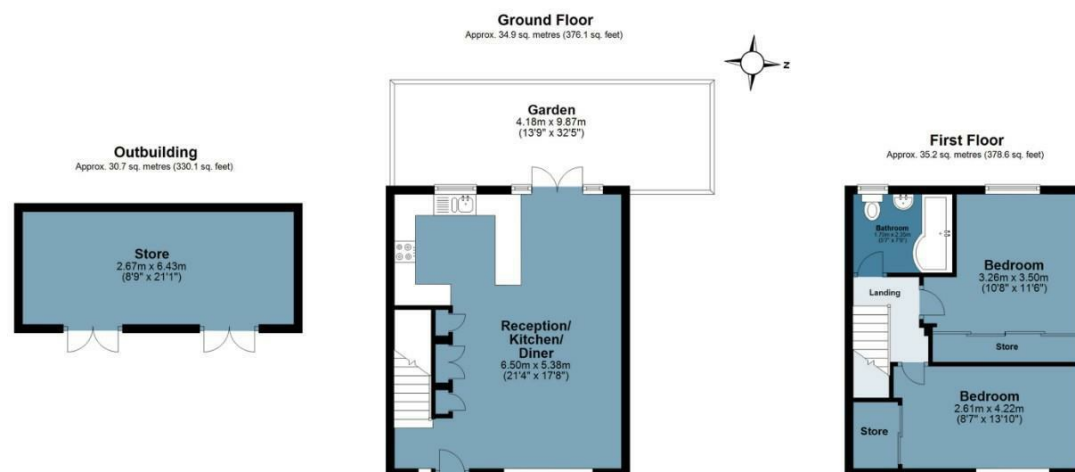 Ground Floor
Approx. 34.9 sq. metres (376.1 sq. feet)
Z
Garden
4.18m x 9.87m
(13'9" x 32'5")
Outbuilding
Approx. 30.7 sq. metres (330.1 sq. feet)
Store
2.67m x 6.43m
(8'9" x 21'1")
Reception/
Kitchen/
Diner
6.50m x 5.38m
(21'4" x 17'8")
First Floor
Approx. 35.2 sq. metres (378.6 sq. feet)
Bathroom
Bedroom
3.26m x 3.50m
(10'8" x 11'6")
Landing
Store
Bedroom
2.61m x 4.22m
(8'7" x 13'10")
Store